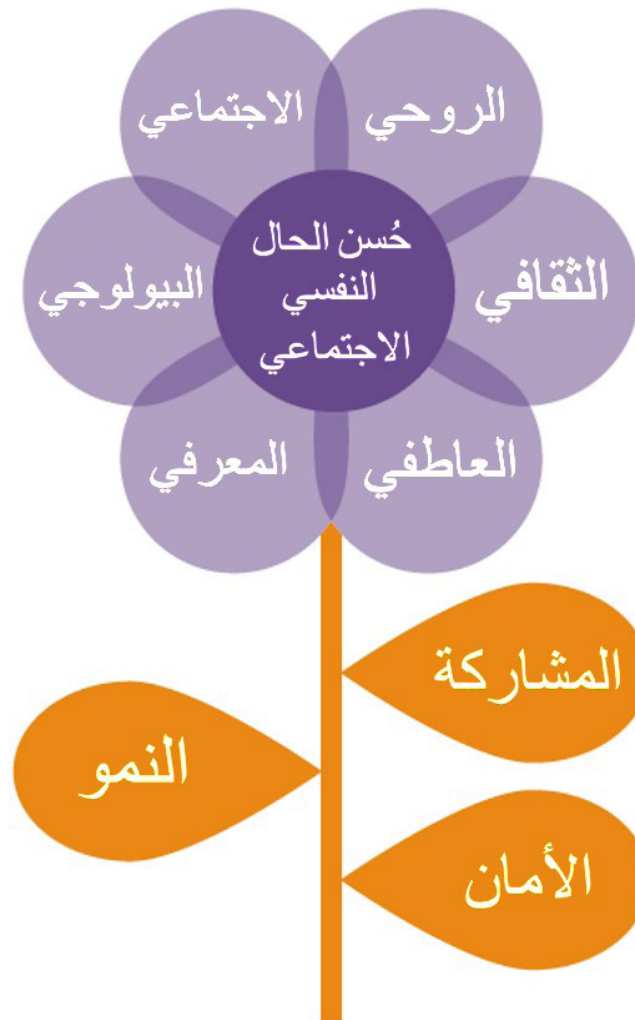 الروحي
الاجتماعي
حُسن الحال
النفسي
الاجتماعي
الثقافي
البيولوجي
العاطفي
المعرفي
المشاركة
النمو
الأمان